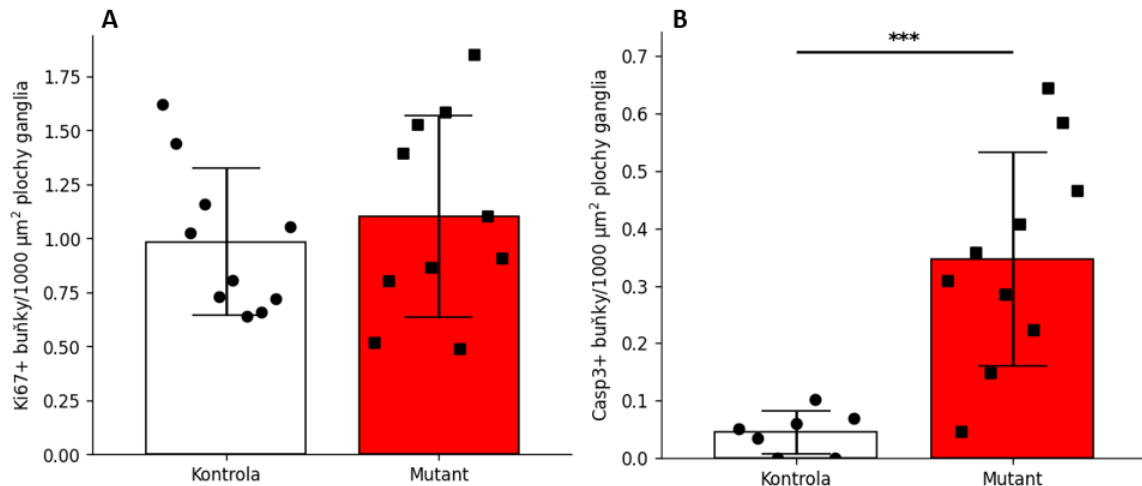 A
Ki67+ buňky/1000 µm² plochy ganglia
1.75
1.50
1.25
1.00
0.75
0.50
0.25
0.00
Kontrola
Mutant
B
***
Casp3+ buňky/1000 µm² plochy ganglia
0.7
0.6
0.5
0.4
0.3
0.2
0.1
0.0
Kontrola
Mutant